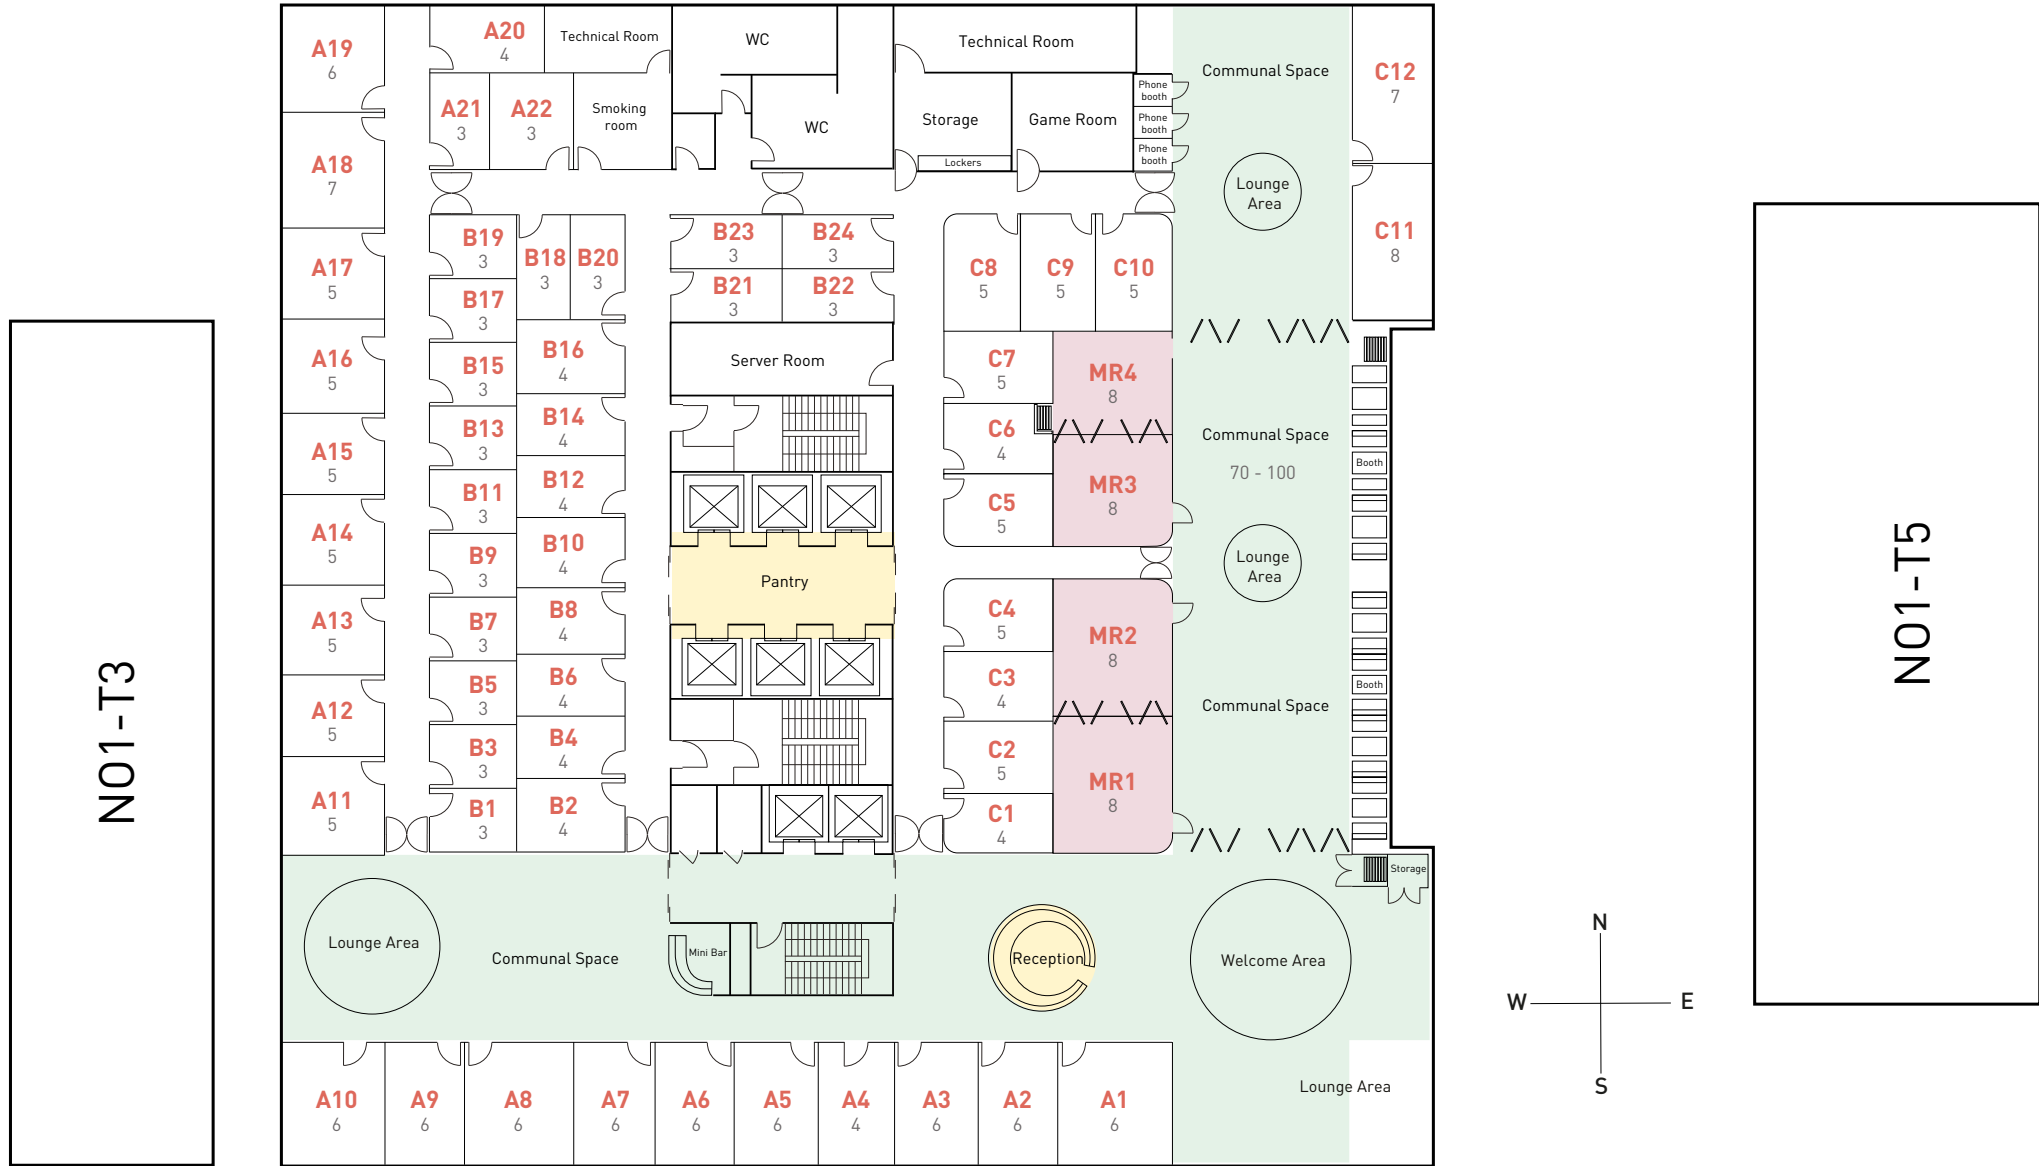 A19
6
A20
4
Technical Room
WC
Technical Room
Communal Space
C12
7
A21
3
A22
3
Smoking
room
WC
Storage
Lockers
Game Room
Phone
booth
Phone
booth
Phone
booth
A18
7
Lounge
Area
C11
8
A17
5
B19
3
B18
3
B20
3
B23
3
B24
3
B17
3
B21
3
B22
3
C8
5
C9
5
C10
5
A16
5
B15
3
B16
4
Server Room
C7
5
MR4
8
A15
5
B13
3
B14
4
C6
4
Communal Space
70 - 100
Booth
B11
3
B12
4
C5
5
MR3
8
A14
5
B9
3
B10
4
Pantry
Lounge
Area
A13
5
B7
3
B8
4
C4
5
MR2
8
A12
5
B5
3
B6
4
C3
4
Communal Space
Booth
B3
3
B4
4
C2
5
MR1
8
A11
5
B1
3
B2
4
C1
4
Storage
Lounge Area
Communal Space
Mini Bar
Reception
Welcome Area
Lounge Area
A10
6
A9
6
A8
6
A7
6
A6
6
A5
6
A4
4
A3
6
A2
6
A1
6
N01-T3
N01-T5
N
W
E
S